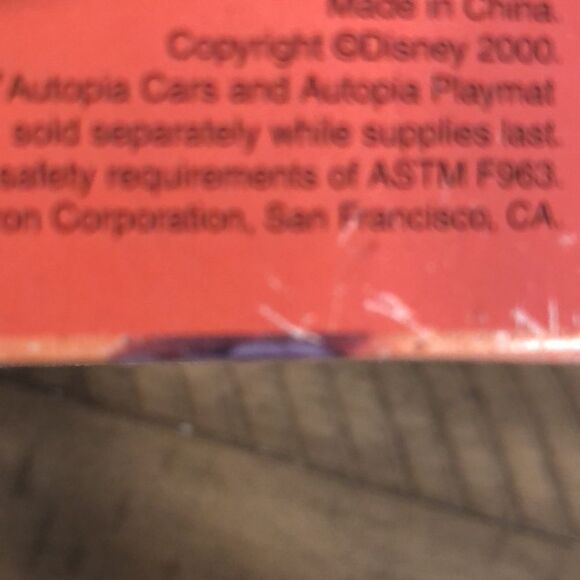 Made in China.
Copyright ©Disney 2000.
Autopia Cars and Autopia Playmat
sold separately while supplies last.
safety requirements of ASTM F963.
ron Corporation, San Francisco, CA.